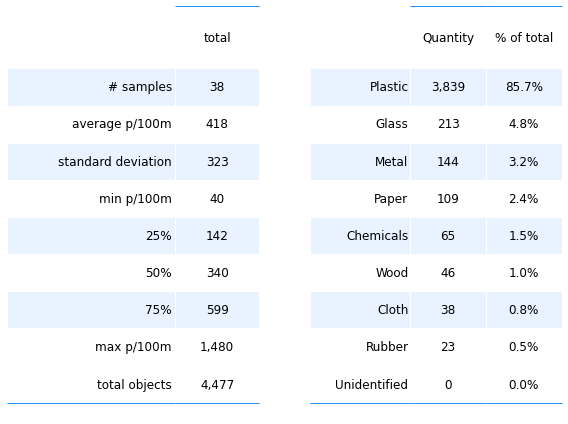 total
# samples 38
average p/100m 418
standard deviation 323
min p/100m 40
25% 142
50% 340
75% 599
max p/100m 1,480
total objects 4,477
Quantity % of total
Plastic 3,839 85.7%
Glass 213 4.8%
Metal 144 3.2%
Paper 109 2.4%
Chemicals 65 1.5%
Wood 46 1.0%
Cloth 38 0.8%
Rubber 23 0.5%
Unidentified 0 0.0%